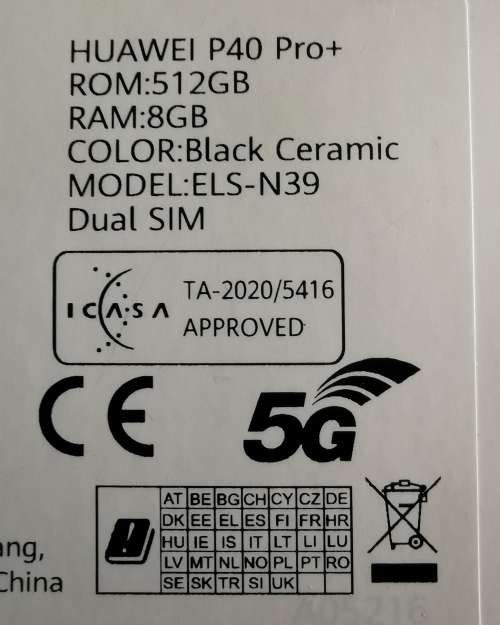 HUAWEI P40 Pro+
ROM:512GB
RAM:8GB
COLOR:Black Ceramic
MODEL:ELS-N39
Dual SIM
ICASA
TA-2020/5416
APPROVED
CE
5G
AT BE BG CH CY CZ DE
DK EE EL ES FI FR HR
HU IE IS IT LT LI LU
LV MT NL NO PL PT RO
SE SK TR SI UK
ang,
China